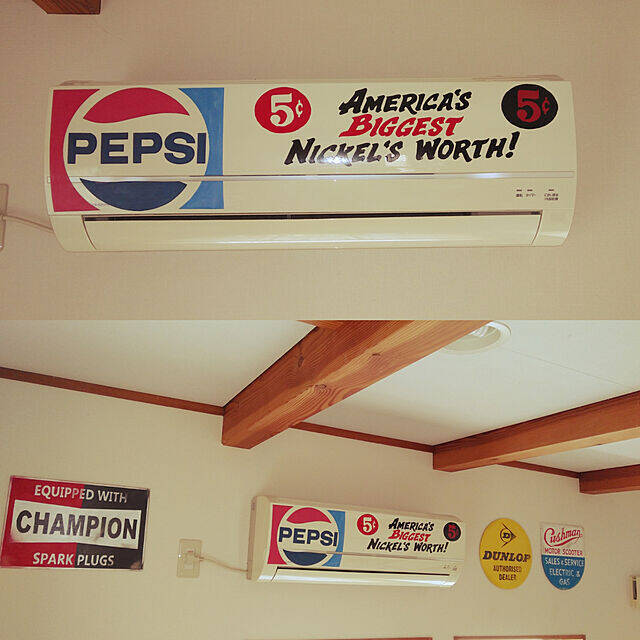 PEPSI
5¢
AMERICA'S
BIGGEST
NICKEL'S WORTH!
5¢
EQUIPPED WITH
CHAMPION
SPARK PLUGS
PEPSI
5¢
AMERICA'S
BIGGEST
NICKEL'S WORTH!
5¢
D
DUNLOP
AUTHORISED
DEALER
Cushman
MOTOR SCOOTER
SALES & SERVICE
ELECTRIC &
GAS